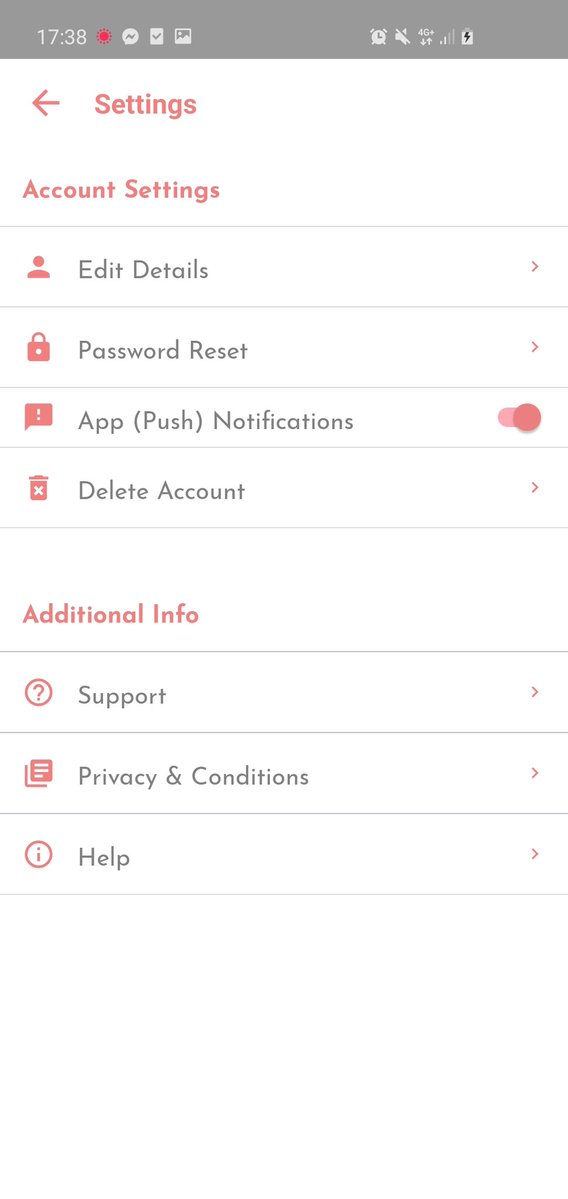 17:38
4G+
Settings
Account Settings
Edit Details
Password Reset
App (Push) Notifications
Delete Account
Additional Info
Support
Privacy & Conditions
Help